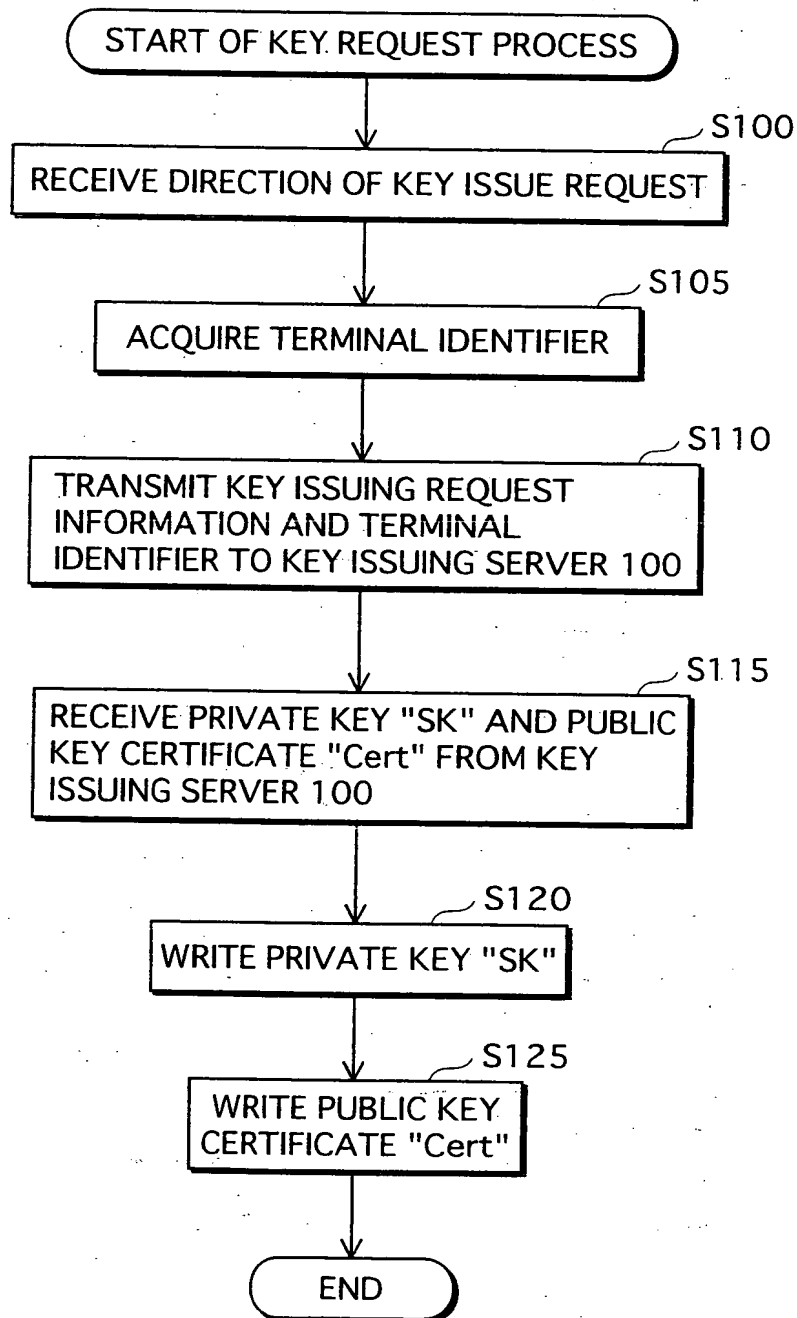 START OF KEY REQUEST PROCESS
S100
RECEIVE DIRECTION OF KEY ISSUE REQUEST
S105
ACQUIRE TERMINAL IDENTIFIER
S110
TRANSMIT KEY ISSUING REQUEST
INFORMATION AND TERMINAL
IDENTIFIER TO KEY ISSUING SERVER 100
S115
RECEIVE PRIVATE KEY "SK" AND PUBLIC
KEY CERTIFICATE "Cert" FROM KEY
ISSUING SERVER 100
S120
WRITE PRIVATE KEY "SK"
S125
WRITE PUBLIC KEY
CERTIFICATE "Cert"
END